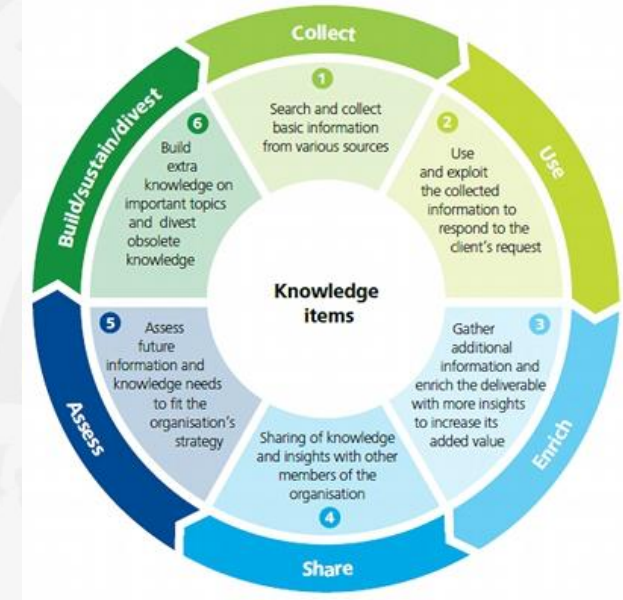 Collect
1
Search and collect
basic information
from various sources
Use
2
Use
and exploit
the collected
information to
respond to the
client's request
Enrich
3
Gather
additional
information and
enrich the deliverable
with more insights
to increase its
added value
Share
Sharing of knowledge
and insights with other
members of the
organisation
4
Assess
5
Assess
future
information and
knowledge needs
to fit the
organisation's
strategy
Build/sustain/divest
6
Build
extra
knowledge on
important topics
and divest
obsolete
knowledge
Knowledge
items